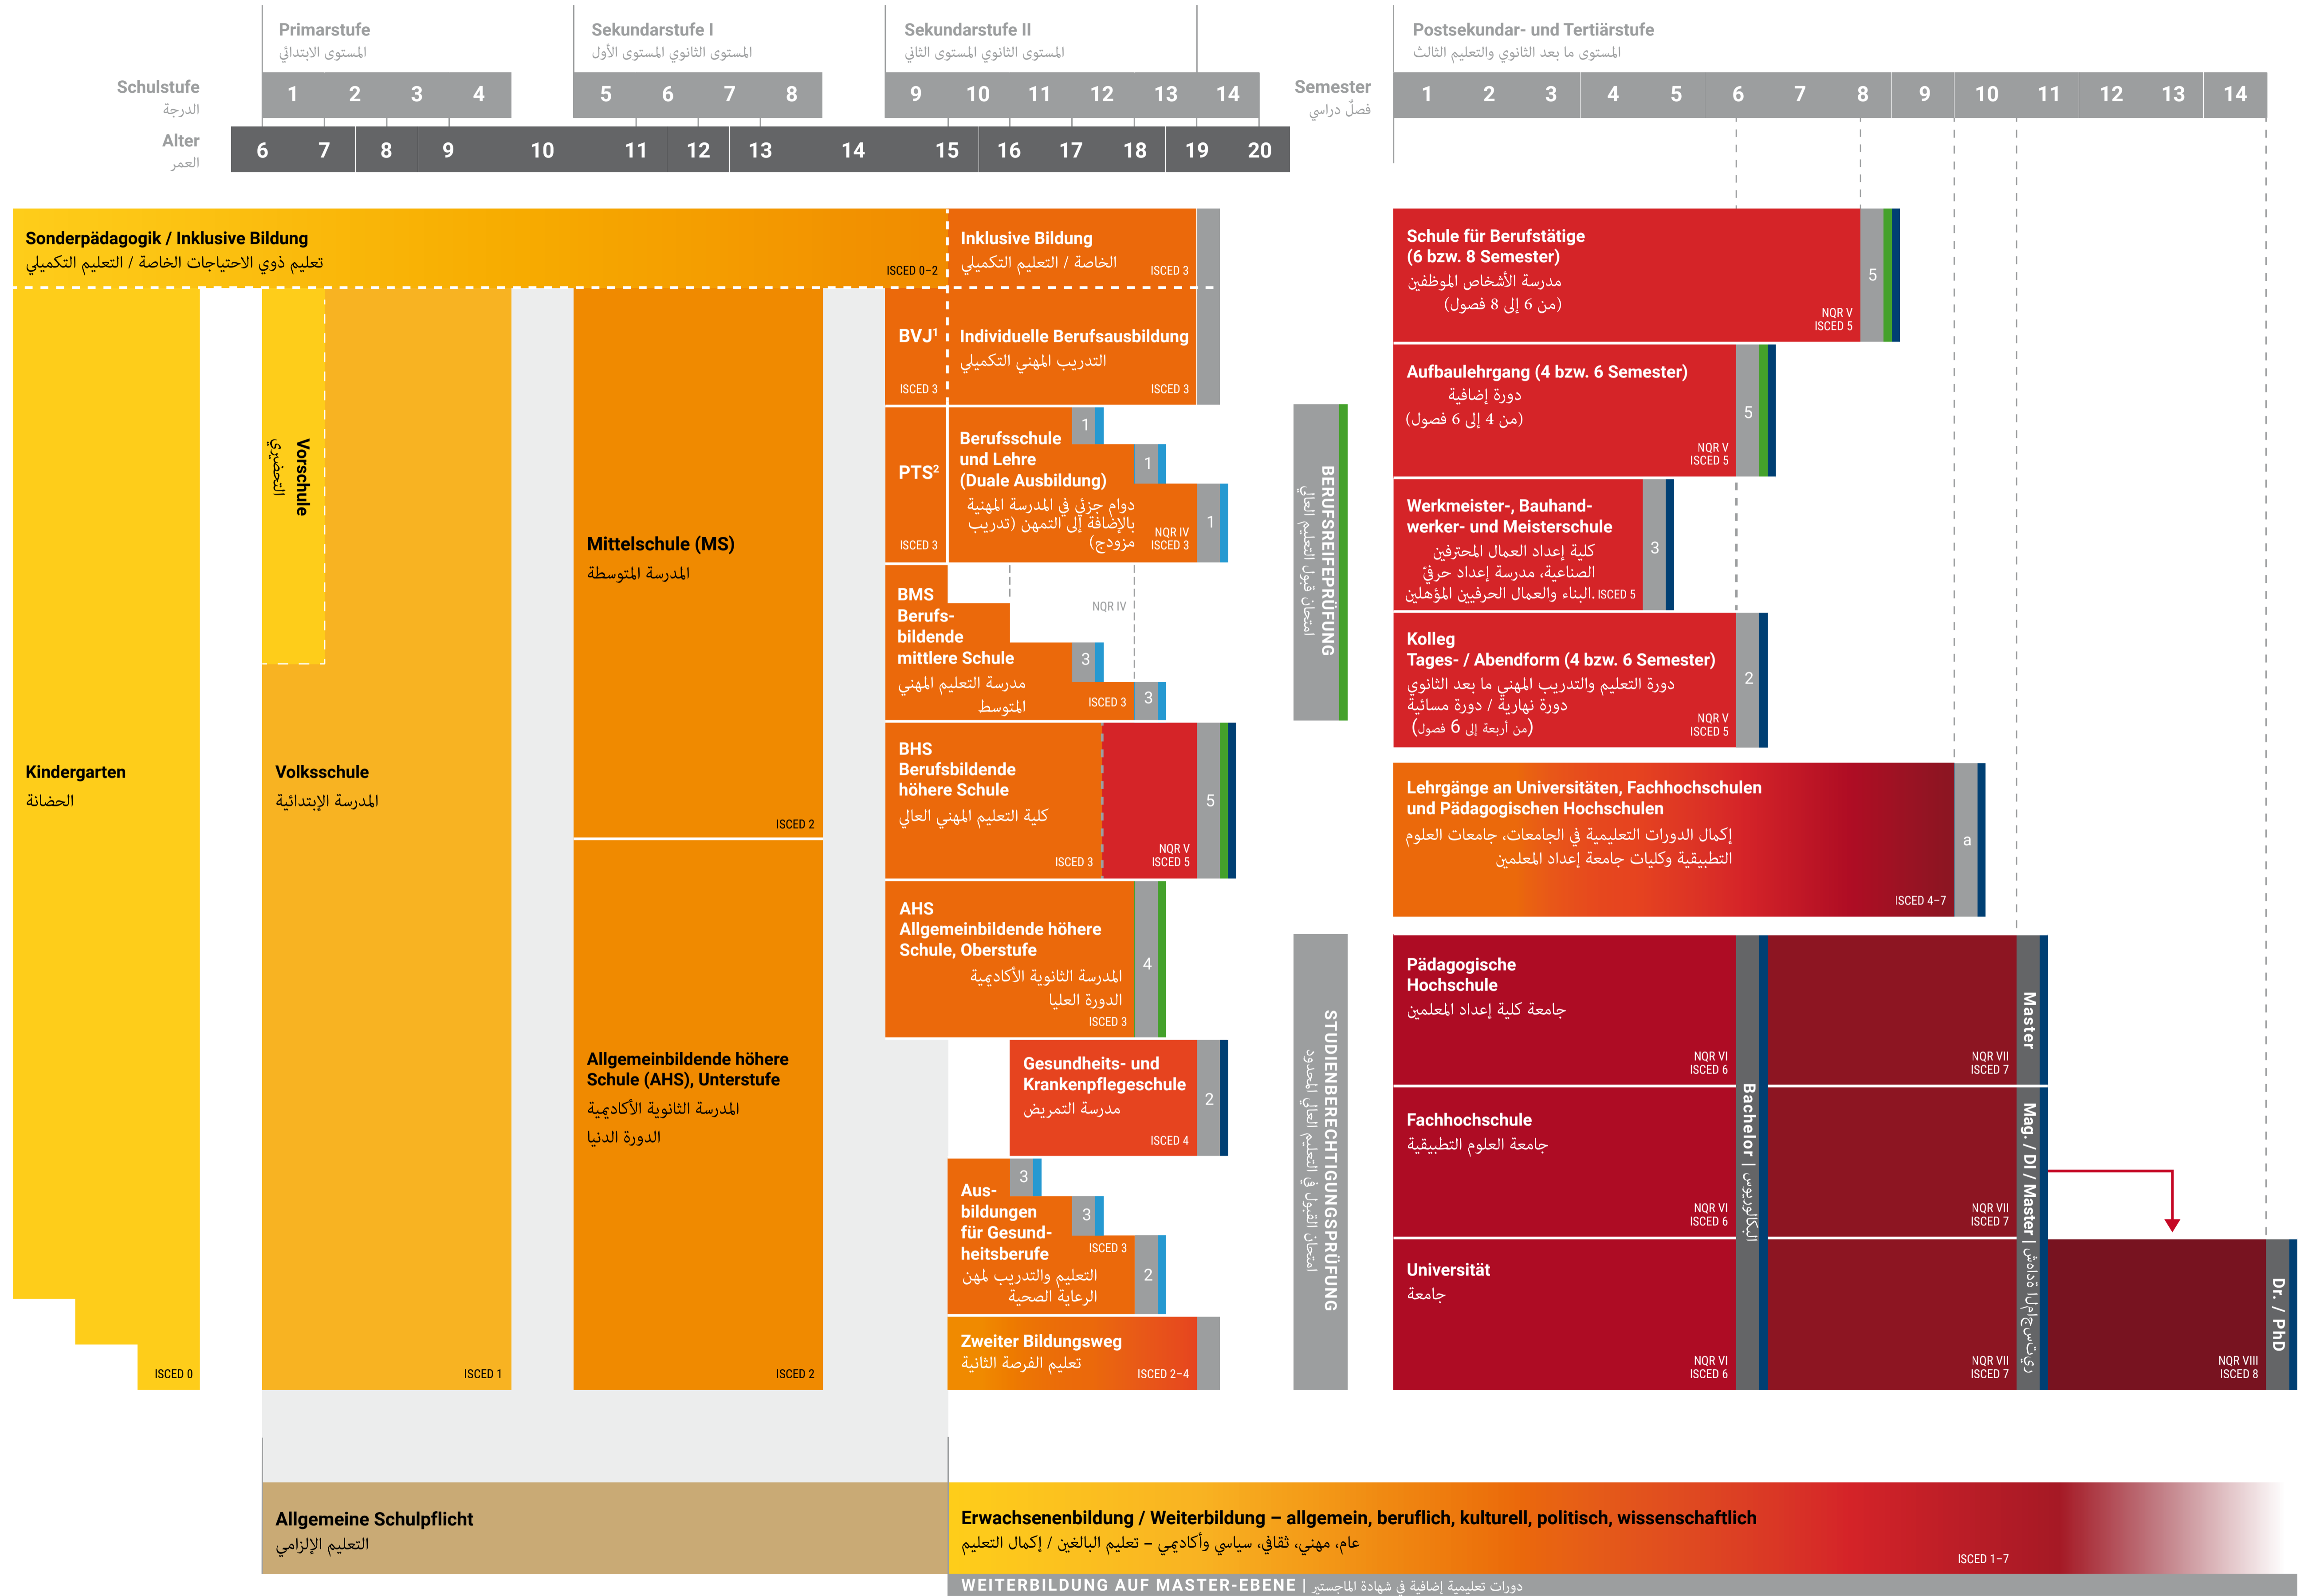 Primarstufe
المستوى الابتدائي
Sekundarstufe I
المستوى الثانوي المستوى الأول
Sekundarstufe II
المستوى الثانوي المستوى الثاني
Postsekundar- und Tertiärstufe
المستوى ما بعد الثانوي والتعليم الثالث
Schulstufe
الدرجة
1 2 3 4 5 6 7 8 9 10 11 12 13 14
Semester
فصلٌ دراسي
1 2 3 4 5 6 7 8 9 10 11 12 13 14
Alter
العمر
6 7 8 9 10 11 12 13 14 15 16 17 18 19 20
Sonderpädagogik / Inklusive Bildung
تعليم ذوي الاحتياجات الخاصة / التعليم التكميلي
ISCED 0–2
Inklusive Bildung
الخاصة / التعليم التكميلي
ISCED 3
Kindergarten
الحضانة
ISCED 0
Vorschule
التحضيري
Volksschule
المدرسة الإبتدائية
ISCED 1
Mittelschule (MS)
المدرسة المتوسطة
ISCED 2
Allgemeinbildende höhere
Schule (AHS), Unterstufe
المدرسة الثانوية الأكاديمية
الدورة الدنيا
ISCED 2
BVJ¹
ISCED 3
Individuelle Berufsausbildung
التدريب المهني التكميلي
ISCED 3
PTS²
ISCED 3
Berufsschule
und Lehre
(Duale Ausbildung)
دوام جزئي في المدرسة المهنية
بالإضافة إلى التمهن (تدريب
مزودج)
NQR IV
ISCED 3
1
1
1
BMS
Berufs-
bildende
mittlere Schule
مدرسة التعليم المهني
المتوسط
ISCED 3
NQR IV
3
3
BHS
Berufsbildende
höhere Schule
كلية التعليم المهني العالي
ISCED 3
NQR V
ISCED 5
5
AHS
Allgemeinbildende höhere
Schule, Oberstufe
المدرسة الثانوية الأكاديمية
الدورة العليا
ISCED 3
4
Gesundheits- und
Krankenpflegeschule
مدرسة التمريض
ISCED 4
2
Aus-
bildungen
für Gesund-
heitsberufe
التعليم والتدريب لمهن
الرعاية الصحية
ISCED 3
3
3
2
Zweiter Bildungsweg
تعليم الفرصة الثانية
ISCED 2–4
BERUFSREIFEPRÜFUNG
امتحان قبول التعليم العالي
STUDIENBERECHTIGUNGSPRÜFUNG
امتحان القبول في التعليم العالي المحدود
Schule für Berufstätige
(6 bzw. 8 Semester)
مدرسة الأشخاص الموظفين
(من 6 إلى 8 فصول)
NQR V
ISCED 5
5
Aufbaulehrgang (4 bzw. 6 Semester)
دورة إضافية
(من 4 إلى 6 فصول)
NQR V
ISCED 5
5
Werkmeister-, Bauhand-
werker- und Meisterschule
كلية إعداد العمال المحترفين
الصناعية، مدرسة إعداد حرفيّ
البناء والعمال الحرفيين المؤهلين.
ISCED 5
3
Kolleg
Tages- / Abendform (4 bzw. 6 Semester)
دورة التعليم والتدريب المهني ما بعد الثانوي
دورة نهارية / دورة مسائية
(من أربعة إلى 6 فصول)
NQR V
ISCED 5
2
Lehrgänge an Universitäten, Fachhochschulen
und Pädagogischen Hochschulen
إكمال الدورات التعليمية في الجامعات، جامعات العلوم
التطبيقية وكليات جامعة إعداد المعلمين
ISCED 4–7
a
Pädagogische
Hochschule
جامعة كلية إعداد المعلمين
NQR VI
ISCED 6
NQR VII
ISCED 7
Master
Fachhochschule
جامعة العلوم التطبيقية
NQR VI
ISCED 6
NQR VII
ISCED 7
Bachelor | البكالوريوس
Mag. / DI / Master | شهادة الماجستير
Universität
جامعة
NQR VI
ISCED 6
NQR VII
ISCED 7
NQR VIII
ISCED 8
Dr. / PhD
Allgemeine Schulpflicht
التعليم الإلزامي
Erwachsenenbildung / Weiterbildung – allgemein, beruflich, kulturell, politisch, wissenschaftlich
عام، مهني، ثقافي، سياسي وأكاديمي – تعليم البالغين / إكمال التعليم
ISCED 1–7
WEITERBILDUNG AUF MASTER-EBENE | دورات تعليمية إضافية في شهادة الماجستير